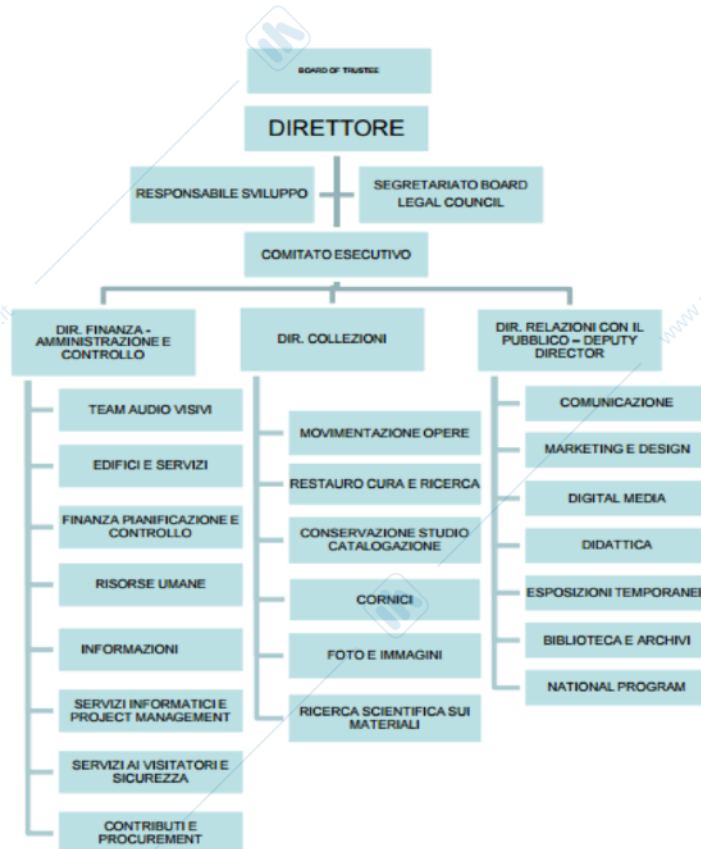 BOARD OF TRUSTEE
DIRETTORE
RESPONSABILE SVILUPPO
SEGRETARIATO BOARD
LEGAL COUNCIL
COMITATO ESECUTIVO
DIR. FINANZA -
AMMINISTRAZIONE E
CONTROLLO
TEAM AUDIO VISIVI
EDIFICI E SERVIZI
FINANZA PIANIFICAZIONE E
CONTROLLO
RISORSE UMANE
INFORMAZIONI
SERVIZI INFORMATICI E
PROJECT MANAGEMENT
SERVIZI AI VISITATORI E
SICUREZZA
CONTRIBUTI E
PROCUREMENT
DIR. COLLEZIONI
MOVIMENTAZIONE OPERE
RESTAURO CURA E RICERCA
CONSERVAZIONE STUDIO
CATALOGAZIONE
CORNICI
FOTO E IMMAGINI
RICERCA SCIENTIFICA SUI
MATERIALI
DIR. RELAZIONI CON IL
PUBBLICO – DEPUTY
DIRECTOR
COMUNICAZIONE
MARKETING E DESIGN
DIGITAL MEDIA
DIDATTICA
ESPOSIZIONI TEMPORANEE
BIBLIOTECA E ARCHIVI
NATIONAL PROGRAM